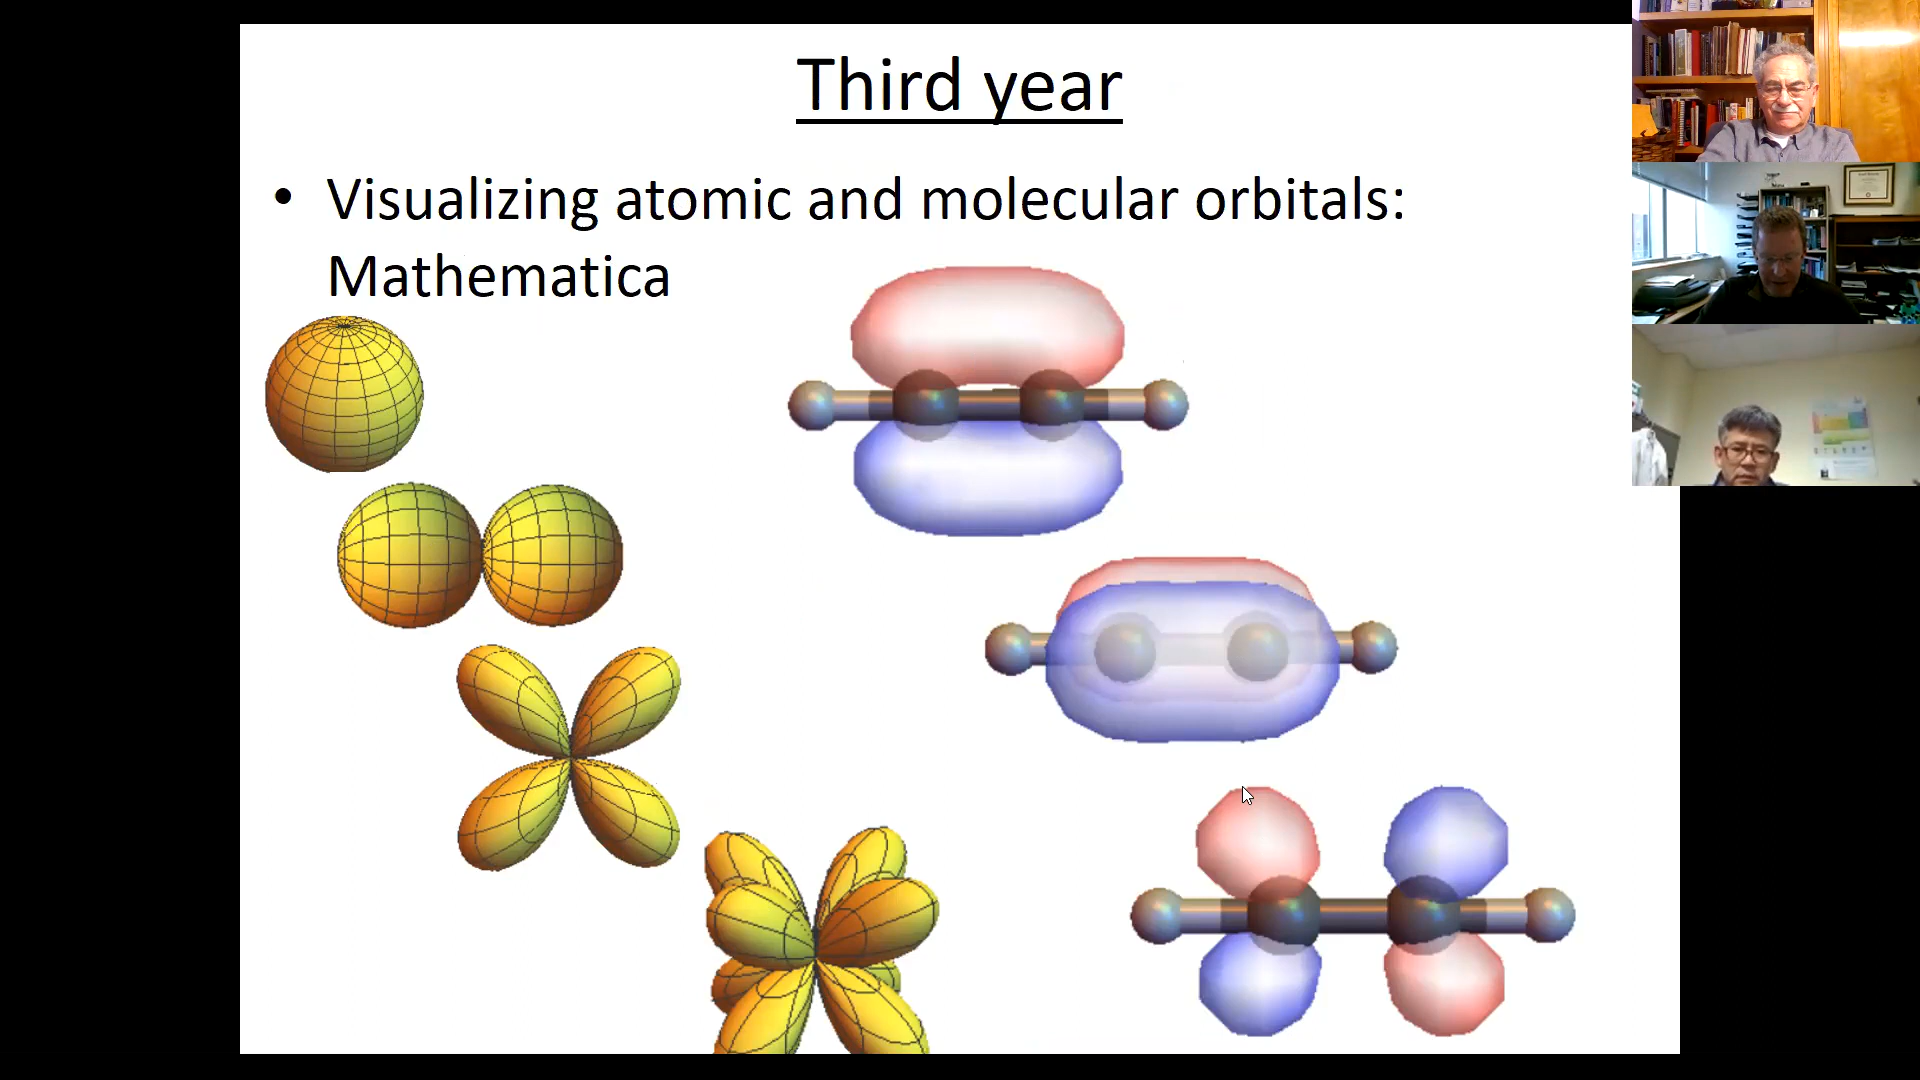 Third year
• Visualizing atomic and molecular orbitals:
Mathematica